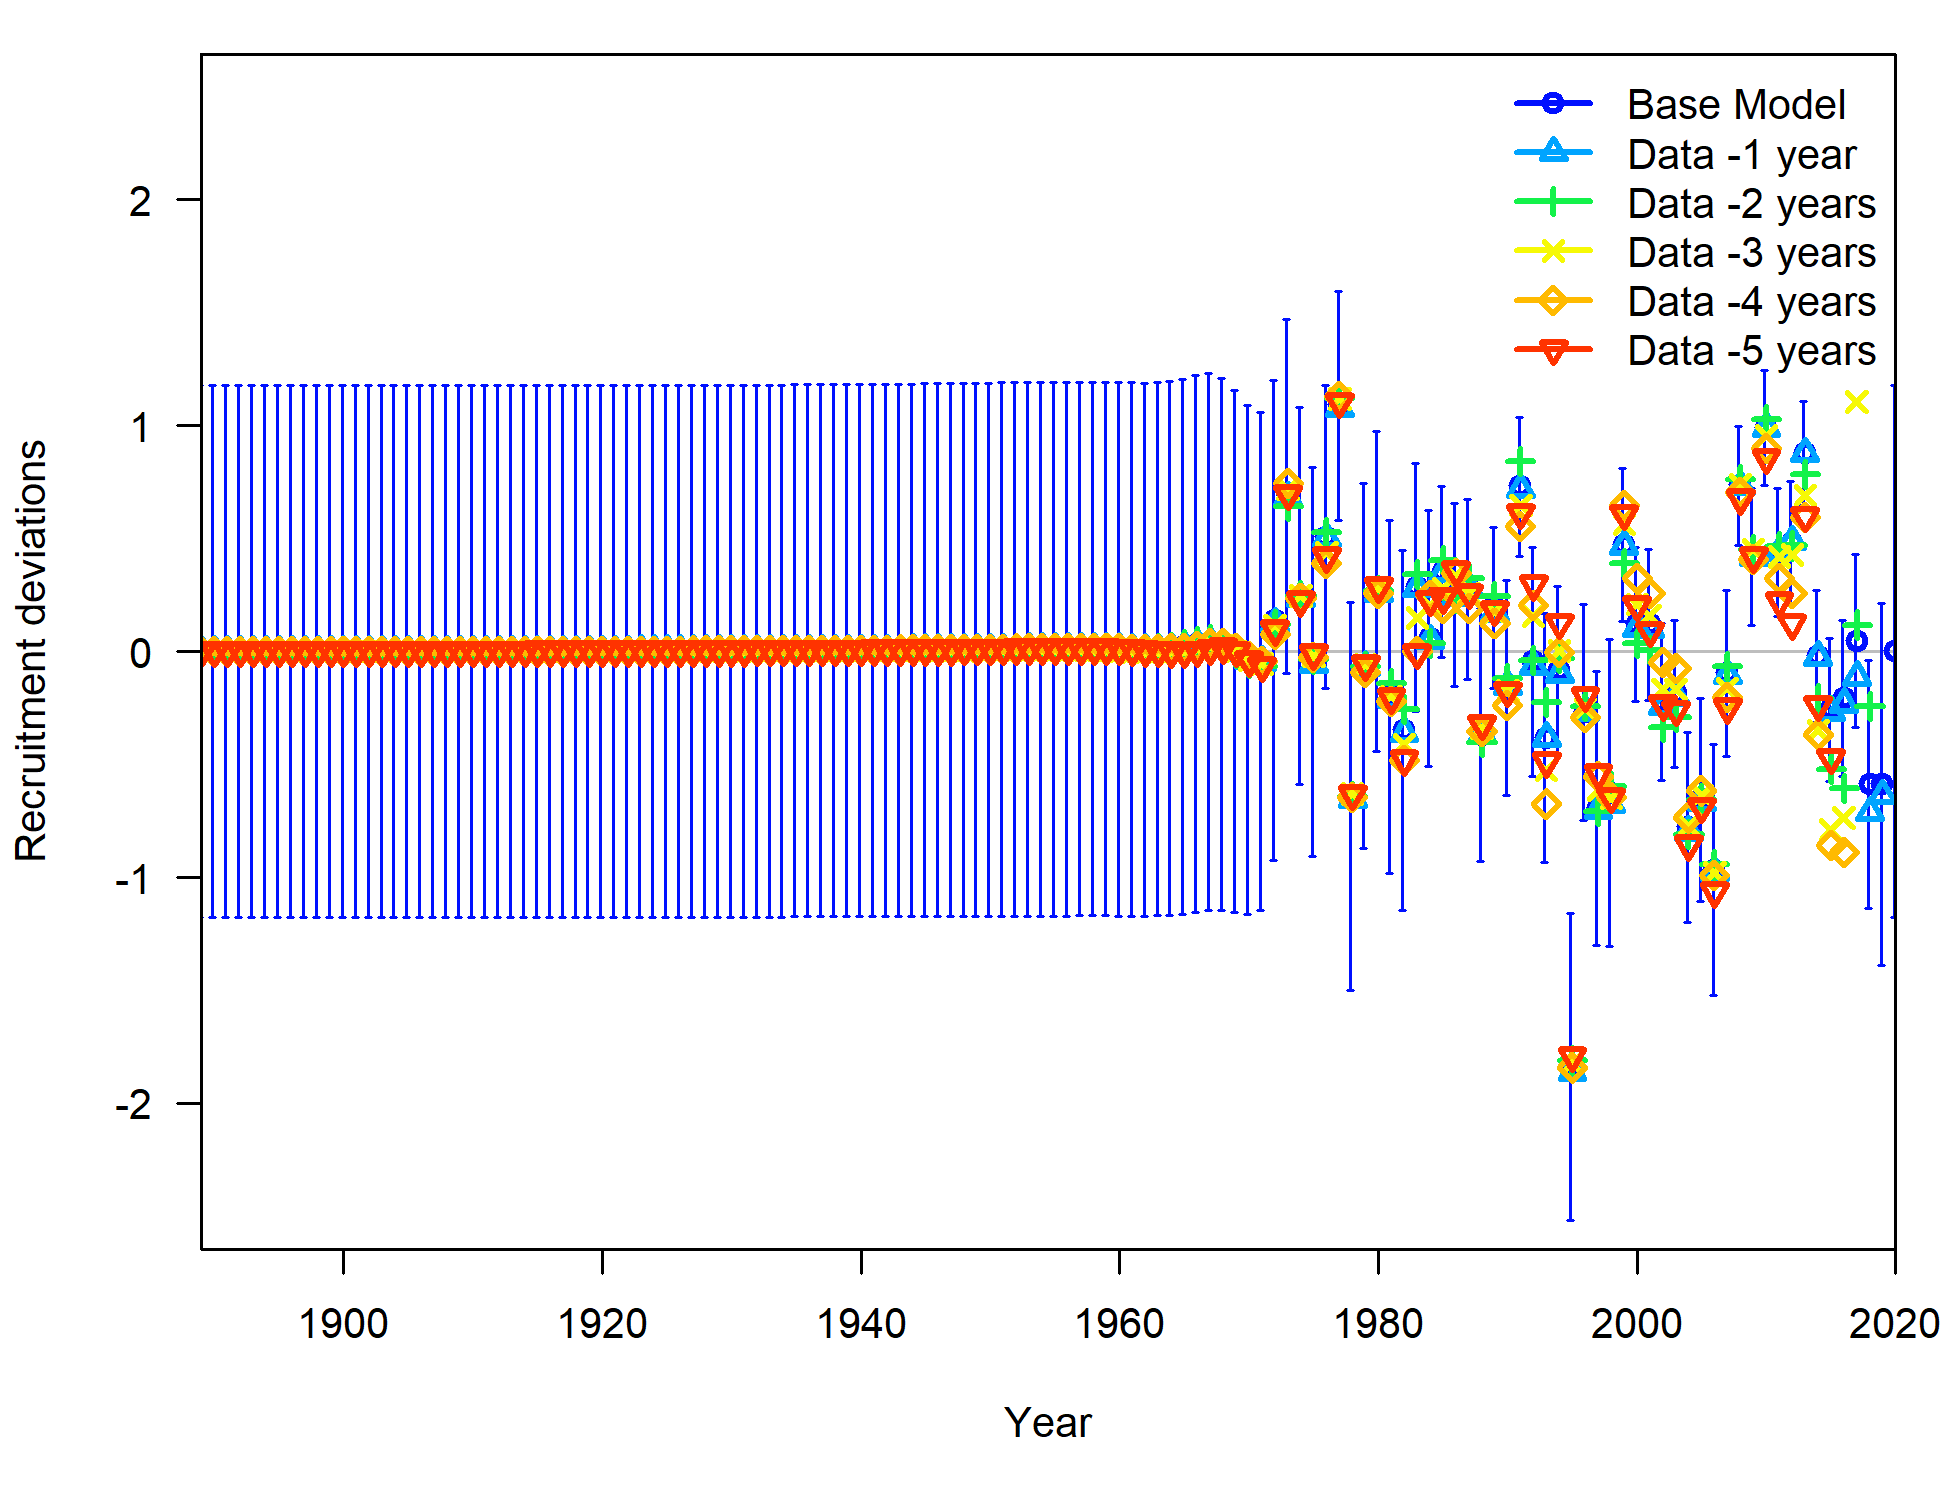 Base Model
Data -1 year
Data -2 years
Data -3 years
Data -4 years
Data -5 years
2
1
0
-1
-2
Recruitment deviations
1900 1920 1940 1960 1980 2000 2020
Year